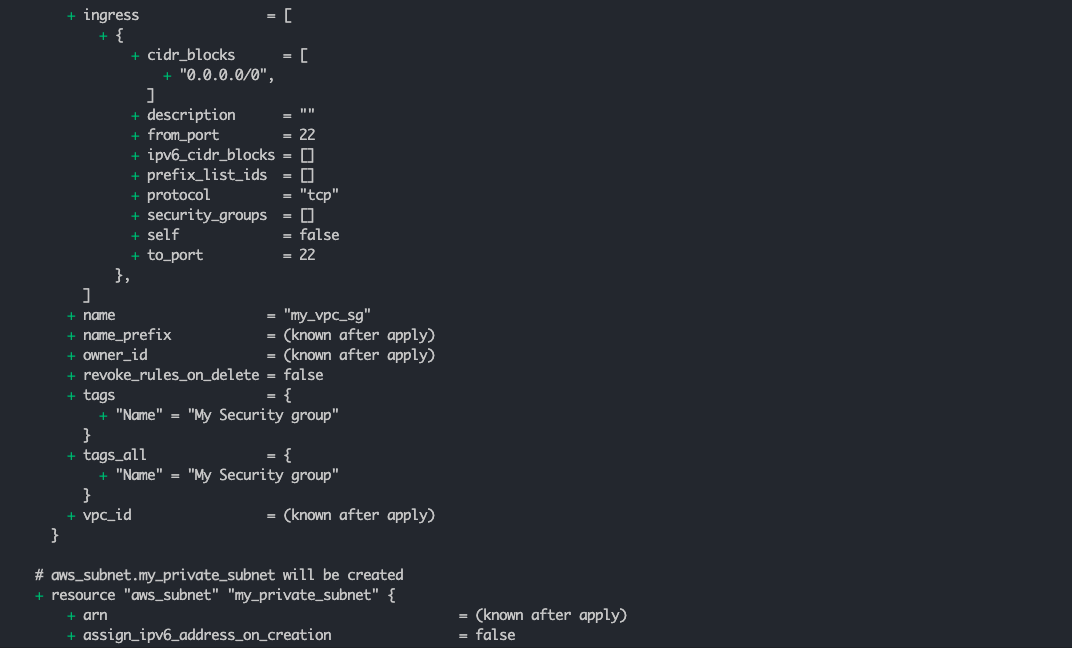 + ingress                = [
    + {
        + cidr_blocks      = [
            + "0.0.0.0/0",
          ]
        + description      = ""
        + from_port        = 22
        + ipv6_cidr_blocks = []
        + prefix_list_ids  = []
        + protocol         = "tcp"
        + security_groups  = []
        + self             = false
        + to_port          = 22
      },
  ]
+ name                   = "my_vpc_sg"
+ name_prefix            = (known after apply)
+ owner_id               = (known after apply)
+ revoke_rules_on_delete = false
+ tags                   = {
    + "Name" = "My Security group"
  }
+ tags_all               = {
    + "Name" = "My Security group"
  }
+ vpc_id                 = (known after apply)
}
# aws_subnet.my_private_subnet will be created
+ resource "aws_subnet" "my_private_subnet" {
    + arn                                            = (known after apply)
    + assign_ipv6_address_on_creation                = false